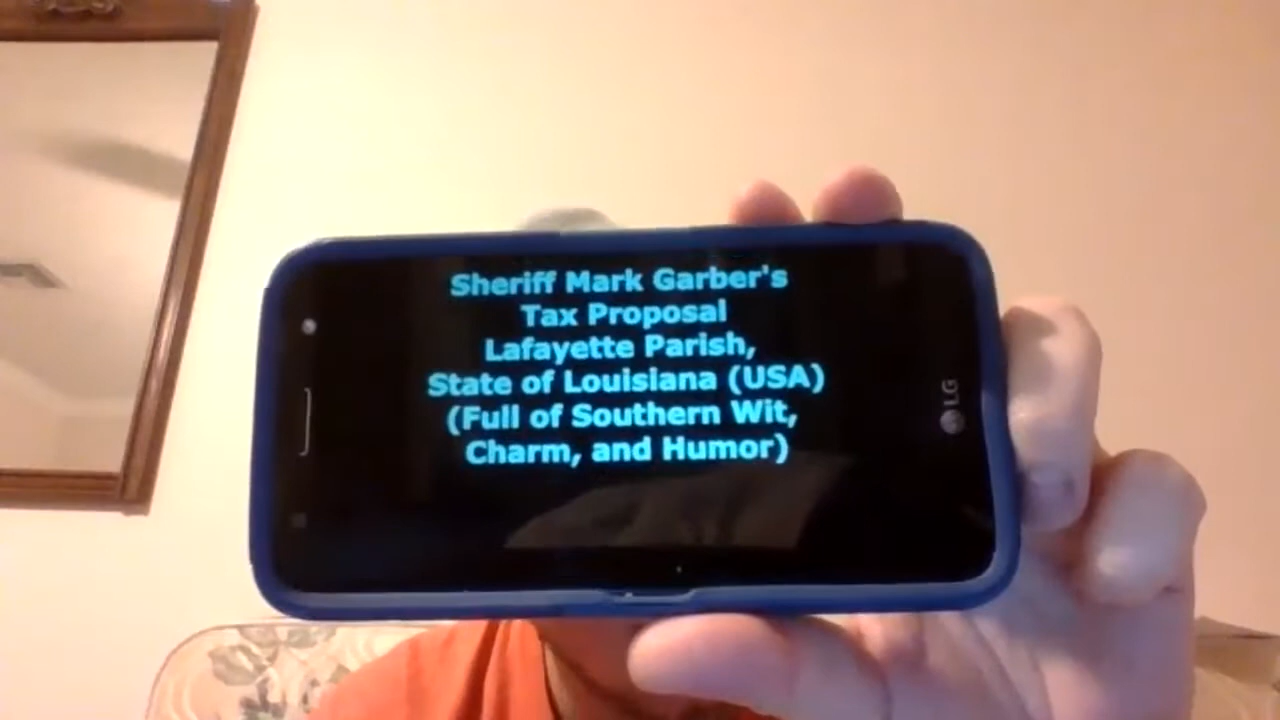 Sheriff Mark Garber's
Tax Proposal
Lafayette Parish,
State of Louisiana (USA)
(Full of Southern Wit,
Charm, and Humor)
LG